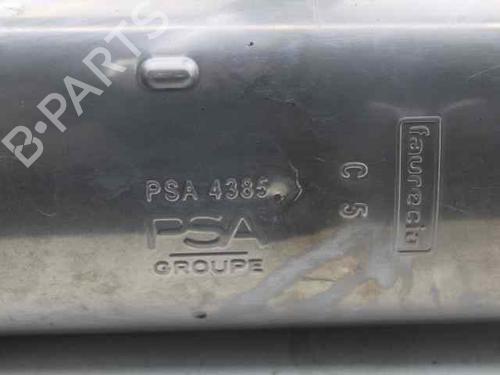 B-PARTS
PSA 4385
PSA
GROUPE
C 5
faurecia